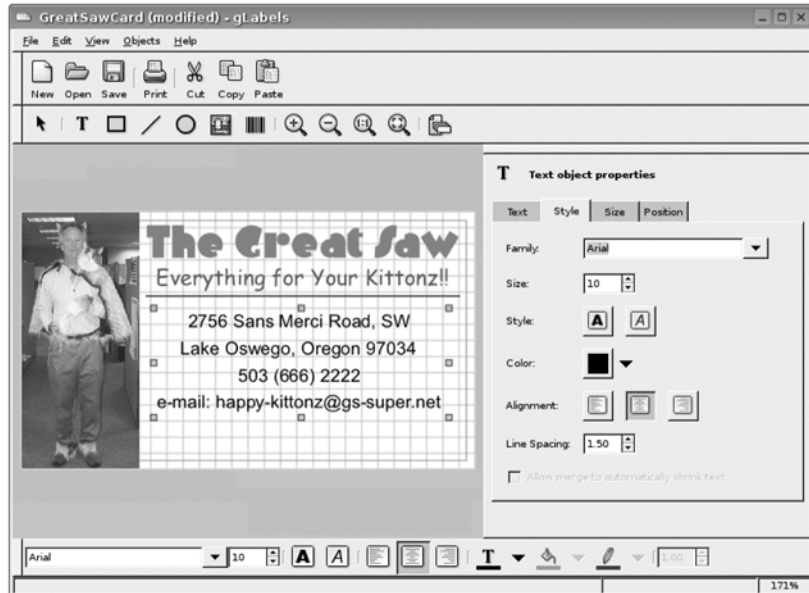 GreatSawCard (modified) - gLabels
File Edit View Objects Help
New Open Save Print Cut Copy Paste
T 1:1
T Text object properties
Text Style Size Position
Family: Arial
Size: 10
Style: A A
Color:
Alignment:
Line Spacing: 1.50
Allow merge to automatically shrink text
The Great Saw
Everything for Your Kittonz!!
2756 Sans Merci Road, SW
Lake Oswego, Oregon 97034
503 (666) 2222
e-mail: happy-kittonz@gs-super.net
Arial 10 A A T 1.00
171%